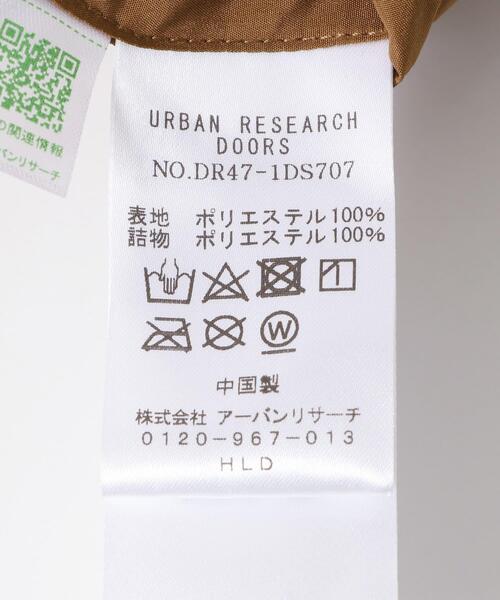 の関連情報
ーバンリサーチ
URBAN RESEARCH
DOORS
NO.DR47-1DS707
表地 ポリエステル100%
詰物 ポリエステル100%
W
中国製
株式会社 アーバンリサーチ
0120-967-013
HLD